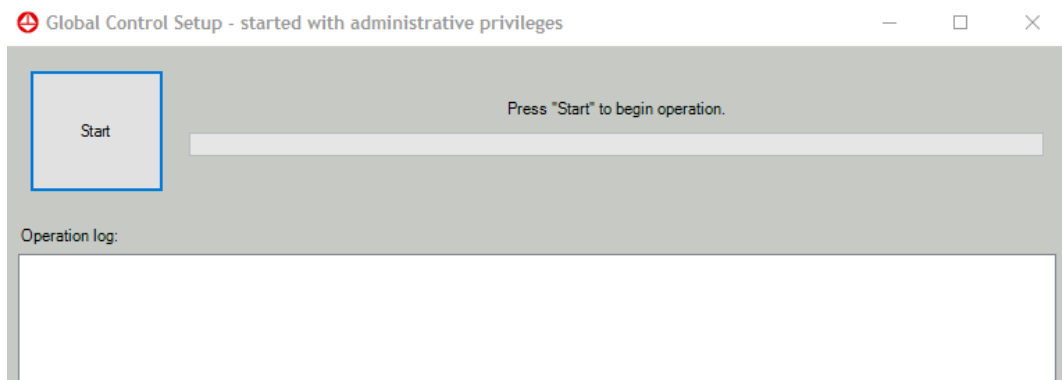 Global Control Setup - started with administrative privileges
Press "Start" to begin operation.
Start
Operation log: